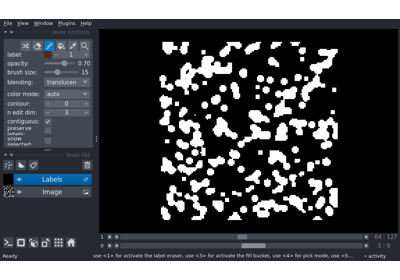 File View Window Plugins Help
layer controls
label: 1
opacity: 0.70
brush size: 15
blending: translucen
color mode: auto
contour: 0
n edit dim: 3
contiguous:
preserve
labels:
show
selected:
layer list
Labels
Image
1 64 127
0 5 9
Ready use <1> for activate the label eraser, use <3> for activate the fill bucket, use <4> for pick mode, use <5... activity